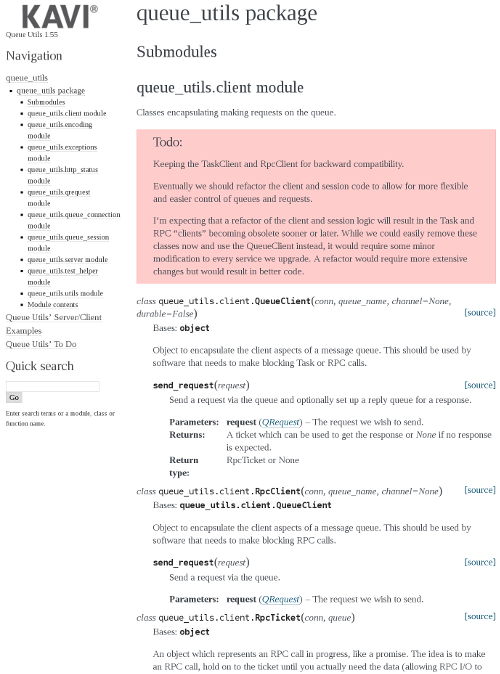 KAVI®
Queue Utils 1.55
Navigation
queue_utils
queue_utils package
Submodules
queue_utils.client module
queue_utils.encoding
module
queue_utils.exceptions
module
queue_utils.http_status
module
queue_utils.qrequest
module
queue_utils.queue_connection
module
queue_utils.queue_session
module
queue_utils.server module
queue_utils.test_helper
module
queue_utils.utils module
Module contents
Queue Utils’ Server/Client
Examples
Queue Utils’ To Do
Quick search
Go
Enter search terms or a module, class or
function name.
queue_utils package
Submodules
queue_utils.client module
Classes encapsulating making requests on the queue.
Todo:
Keeping the TaskClient and RpcClient for backward compatibility.
Eventually we should refactor the client and session code to allow for more flexible
and easier control of queues and requests.
I’m expecting that a refactor of the client and session logic will result in the Task and
RPC “clients” becoming obsolete sooner or later. While we could easily remove these
classes now and use the QueueClient instead, it would require some minor
modification to every service we upgrade. A refactor would require more extensive
changes but would result in better code.
class queue_utils.client.QueueClient(conn, queue_name, channel=None,
durable=False) [source]
Bases: object
Object to encapsulate the client aspects of a message queue. This should be used by
software that needs to make blocking Task or RPC calls.
send_request(request) [source]
Send a request via the queue and optionally set up a reply queue for a response.
Parameters: request (QRequest) – The request we wish to send.
Returns: A ticket which can be used to get the response or None if no response
is expected.
Return RpcTicket or None
type:
class queue_utils.client.RpcClient(conn, queue_name, channel=None) [source]
Bases: queue_utils.client.QueueClient
Object to encapsulate the client aspects of a message queue. This should be used by
software that needs to make blocking RPC calls.
send_request(request) [source]
Send a request via the queue.
Parameters: request (QRequest) – The request we wish to send.
class queue_utils.client.RpcTicket(conn, queue) [source]
Bases: object
An object which represents an RPC call in progress, like a promise. The idea is to make
an RPC call, hold on to the ticket until you actually need the data (allowing RPC I/O to